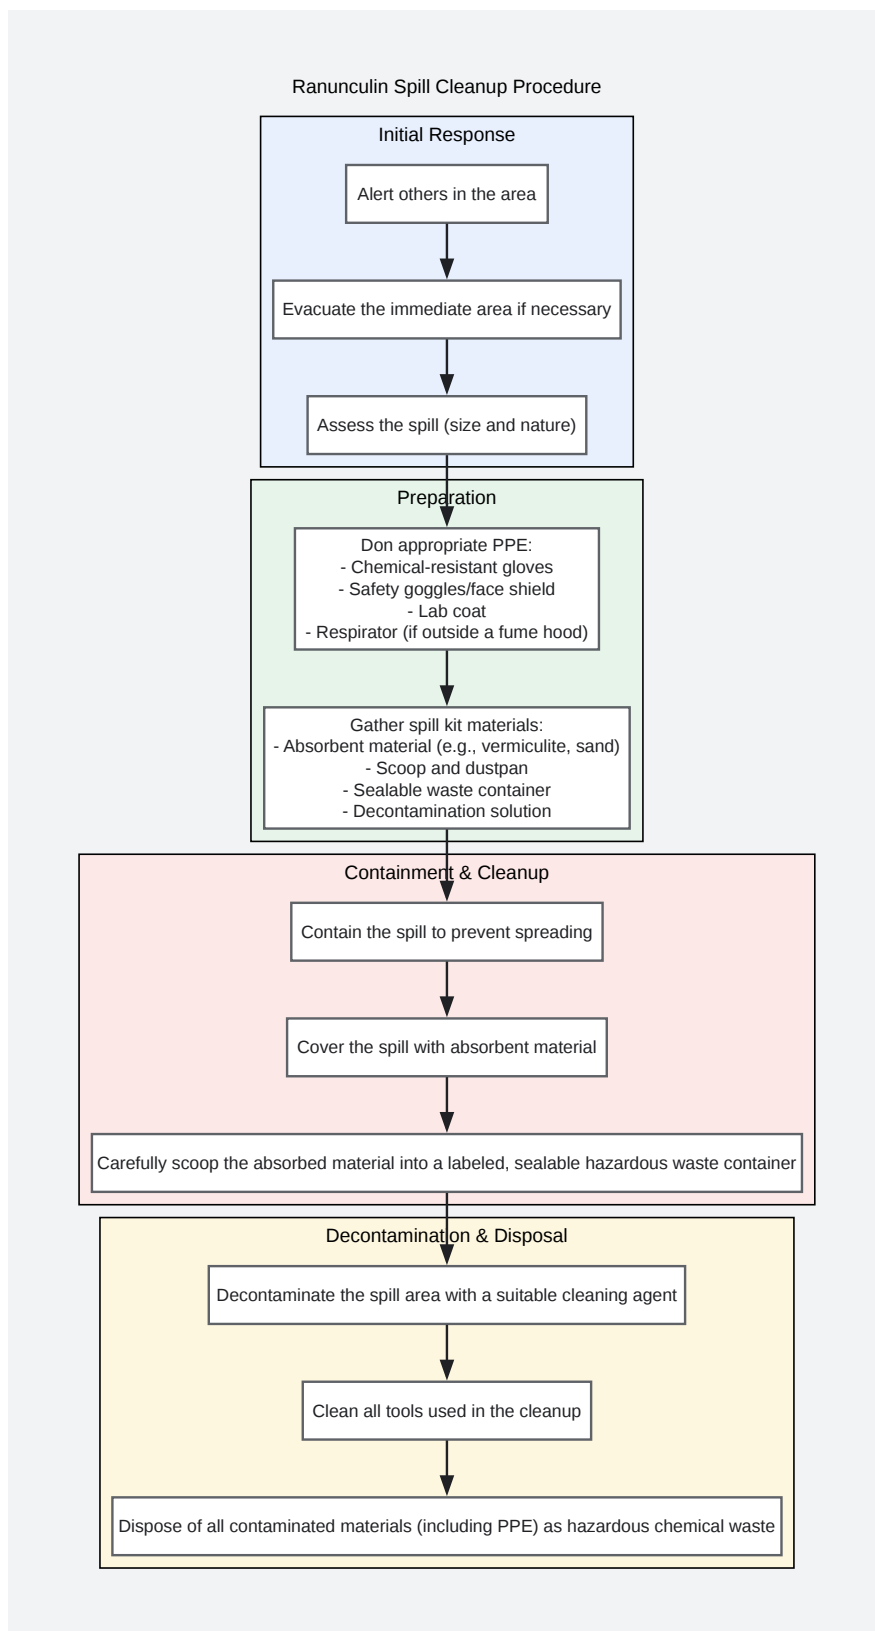 Ranunculin Spill Cleanup Procedure
Initial Response
Alert others in the area
Evacuate the immediate area if necessary
Assess the spill (size and nature)
Preparation
Don appropriate PPE:
- Chemical-resistant gloves
- Safety goggles/face shield
- Lab coat
- Respirator (if outside a fume hood)
Gather spill kit materials:
- Absorbent material (e.g., vermiculite, sand)
- Scoop and dustpan
- Sealable waste container
- Decontamination solution
Containment & Cleanup
Contain the spill to prevent spreading
Cover the spill with absorbent material
Carefully scoop the absorbed material into a labeled, sealable hazardous waste container
Decontamination & Disposal
Decontaminate the spill area with a suitable cleaning agent
Clean all tools used in the cleanup
Dispose of all contaminated materials (including PPE) as hazardous chemical waste